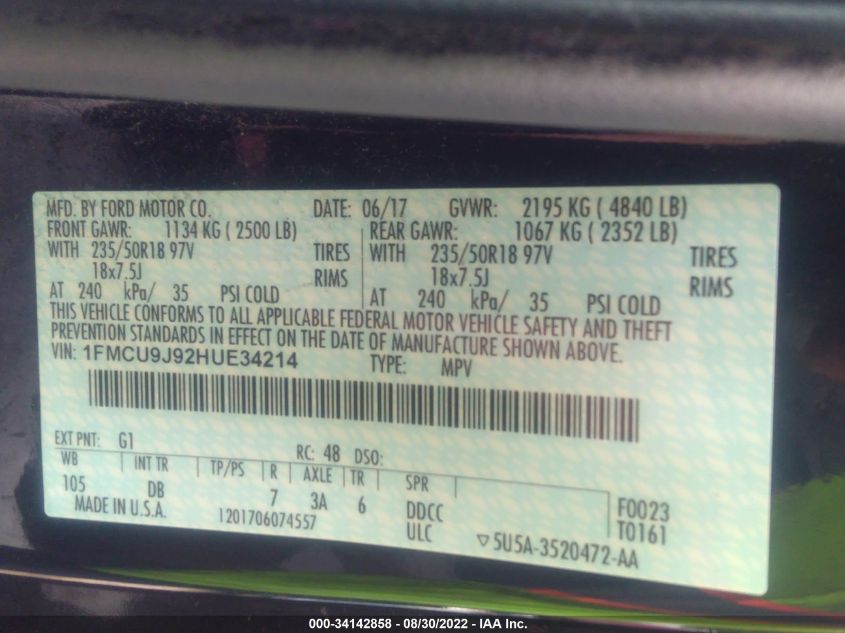 MFD. BY FORD MOTOR CO. DATE: 06/17 GVWR: 2195 KG ( 4840 LB)
FRONT GAWR: 1134 KG ( 2500 LB) REAR GAWR: 1067 KG ( 2352 LB)
WITH 235/50R18 97V TIRES WITH 235/50R18 97V TIRES
18x7.5J RIMS 18x7.5J RIMS
AT 240 kPa/ 35 PSI COLD AT 240 kPa/ 35 PSI COLD
THIS VEHICLE CONFORMS TO ALL APPLICABLE FEDERAL MOTOR VEHICLE SAFETY AND THEFT
PREVENTION STANDARDS IN EFFECT ON THE DATE OF MANUFACTURE SHOWN ABOVE.
VIN: 1FMCU9J92HUE34214 TYPE: MPV
EXT PNT: G1 RC: 48 DSO:
WB INT TR TP/PS R AXLE TR SPR
105 DB 7 3A 6 DDCC F0023
MADE IN U.S.A. 1201706074557 ULC T0161
▽5U5A-3520472-AA
000-34142858 - 08/30/2022 - IAA Inc.